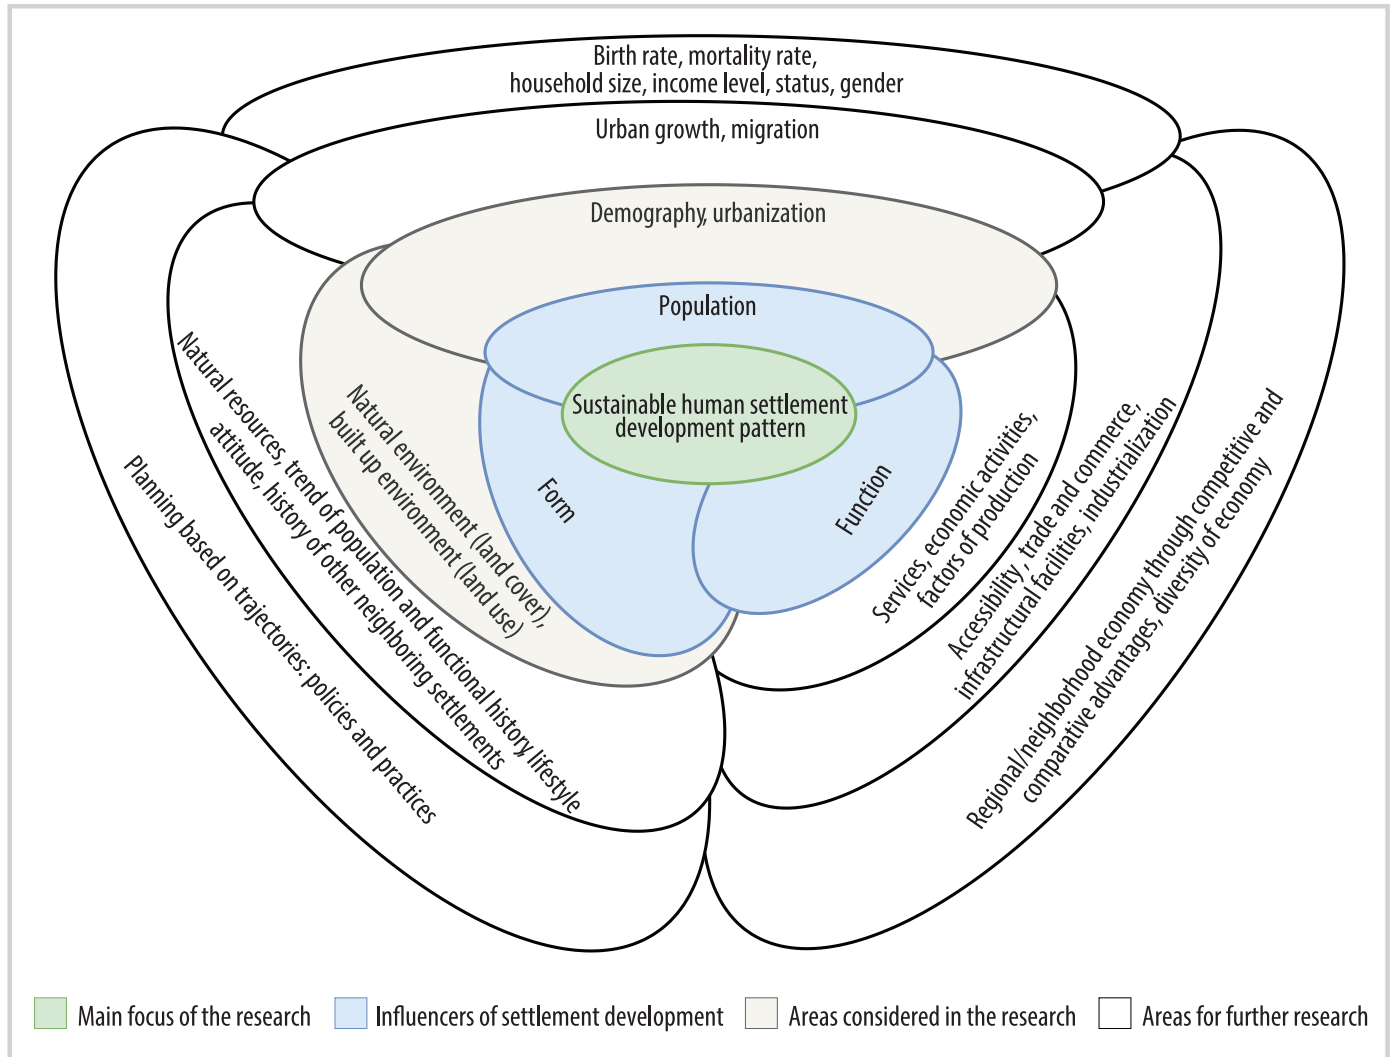 Birth rate, mortality rate,
household size, income level, status, gender
Urban growth, migration
Demography, urbanization
Population
Sustainable human settlement
development pattern
Form
Function
Natural environment (land cover),
built up environment (land use)
Natural resources, trend of population and functional history, lifestyle
attitude, history of other neighboring settlements
Planning based on trajectories: policies and practices
Services, economic activities,
factors of production
Accessibility, trade and commerce,
infrastructural facilities, industrialization
Regional/neighborhood economy through competitive and
comparative advantages, diversity of economy
Main focus of the research
Influencers of settlement development
Areas considered in the research
Areas for further research